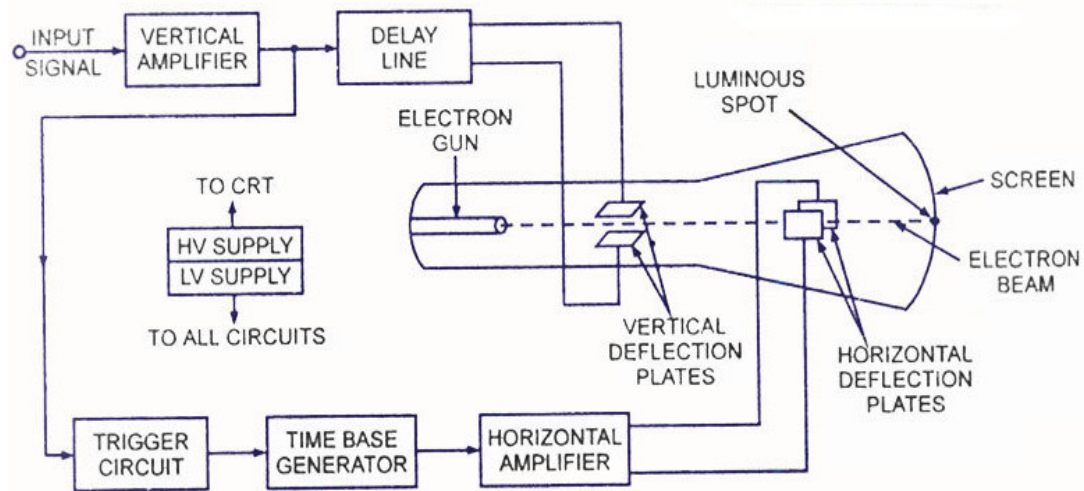 INPUT
SIGNAL
VERTICAL
AMPLIFIER
DELAY
LINE
LUMINOUS
SPOT
ELECTRON
GUN
TO CRT
SCREEN
HV SUPPLY
LV SUPPLY
ELECTRON
BEAM
TO ALL CIRCUITS
VERTICAL
DEFLECTION
PLATES
HORIZONTAL
DEFLECTION
PLATES
TRIGGER
CIRCUIT
TIME BASE
GENERATOR
HORIZONTAL
AMPLIFIER